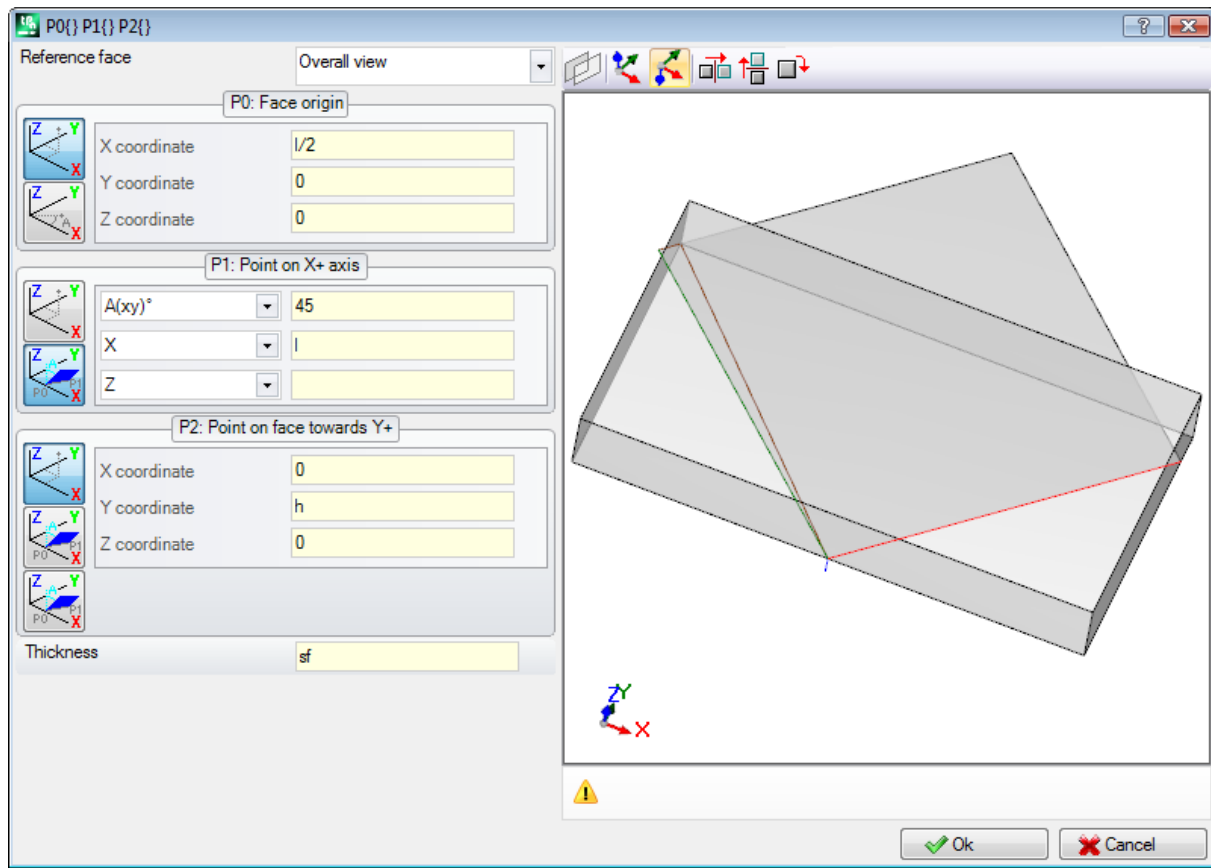 P0{} P1{} P2{}
Reference face
Overall view
P0: Face origin
X coordinate
l/2
Y coordinate
0
Z coordinate
0
P1: Point on X+ axis
A(xy)°
45
X
l
Z
P2: Point on face towards Y+
X coordinate
0
Y coordinate
h
Z coordinate
0
Thickness
sf
Z Y
X
Ok
Cancel